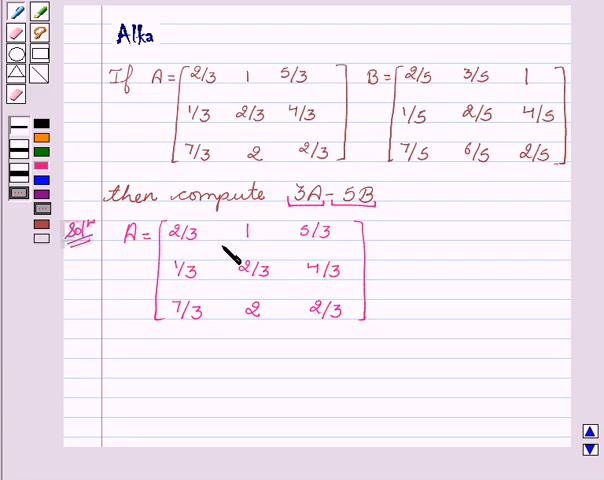 Alka
If A = [2/3 1 5/3 B = [2/5 3/5 1
1/3 2/3 4/3 1/5 2/5 4/5
7/3 2 2/3] 7/5 6/5 2/5]
then compute 3A - 5B
Solⁿ A = [2/3 1 5/3
1/3 2/3 4/3
7/3 2 2/3]